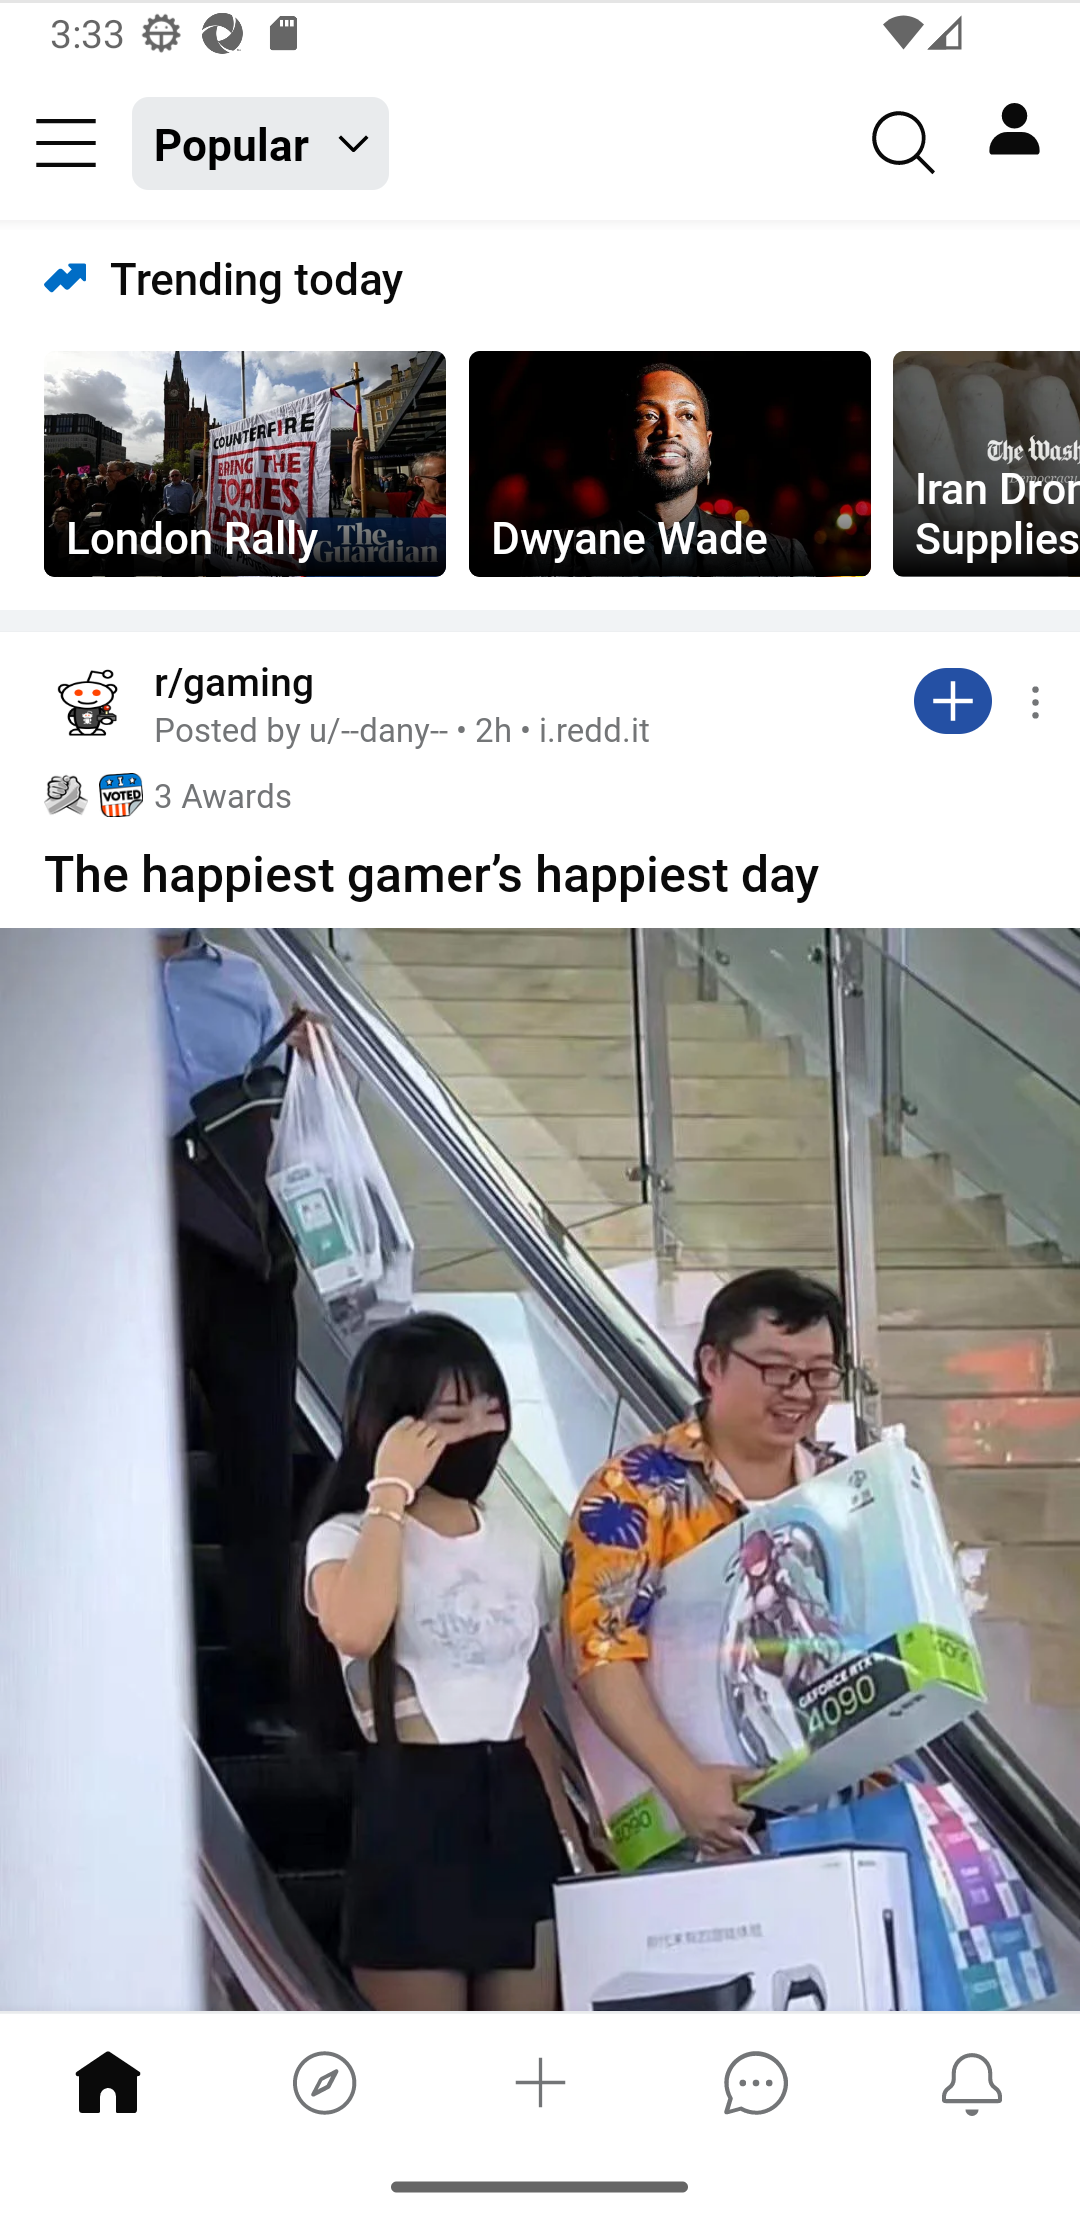 3:33
Popular
Trending today
COUNTERFIRE
BRING THE
TORIES
DOWN
London Rally
The
Guardian
Dwyane Wade
The Wash
Democracy
Iran Dron
Supplies
r/gaming
Posted by u/--dany-- • 2h • i.redd.it
I
VOTED
3 Awards
The happiest gamer’s happiest day
GEFORCE RTX
4090
4090